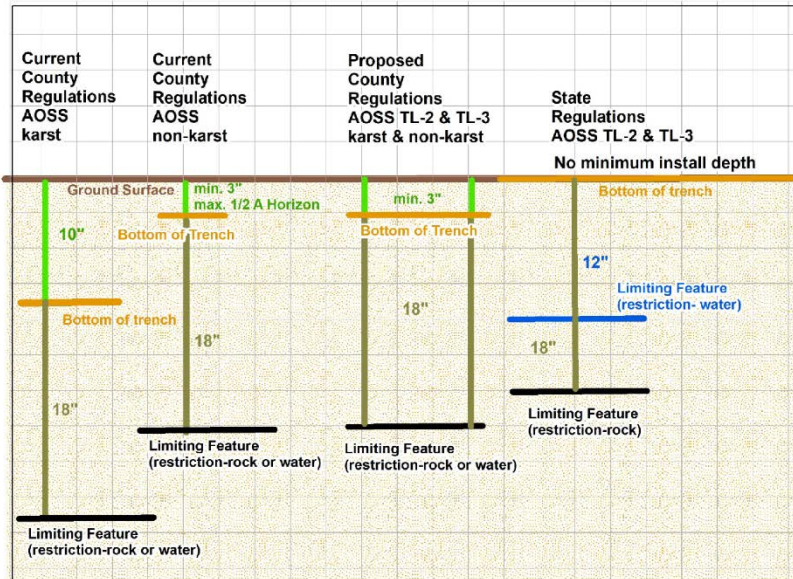 Current
County
Regulations
AOSS
karst
Current
County
Regulations
AOSS
non-karst
Proposed
County
Regulations
AOSS TL-2 & TL-3
karst & non-karst
State
Regulations
AOSS TL-2 & TL-3
No minimum install depth
Ground Surface
min. 3"
max. 1/2 A Horizon
min. 3"
Bottom of trench
10"
Bottom of Trench
Bottom of Trench
12"
Limiting Feature
(restriction- water)
Bottom of trench
18"
18"
18"
18"
Limiting Feature
(restriction-rock or water)
Limiting Feature
(restriction-rock or water)
Limiting Feature
(restriction-rock)
Limiting Feature
(restriction-rock or water)